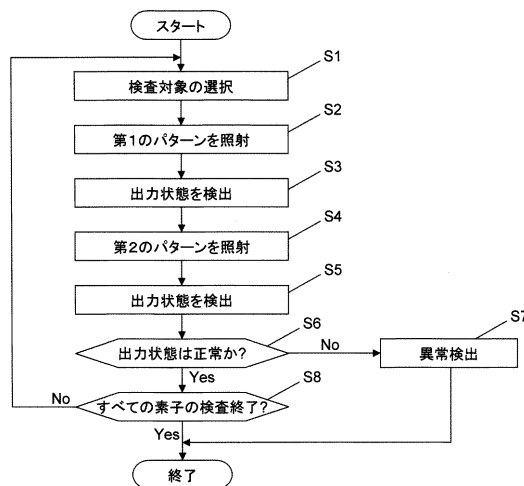 スタート
S1
検査対象の選択
S2
第1のパターンを照射
S3
出力状態を検出
S4
第2のパターンを照射
S5
出力状態を検出
S6
出力状態は正常か?
No
S7
異常検出
Yes
S8
すべての素子の検査終了?
No
Yes
終了